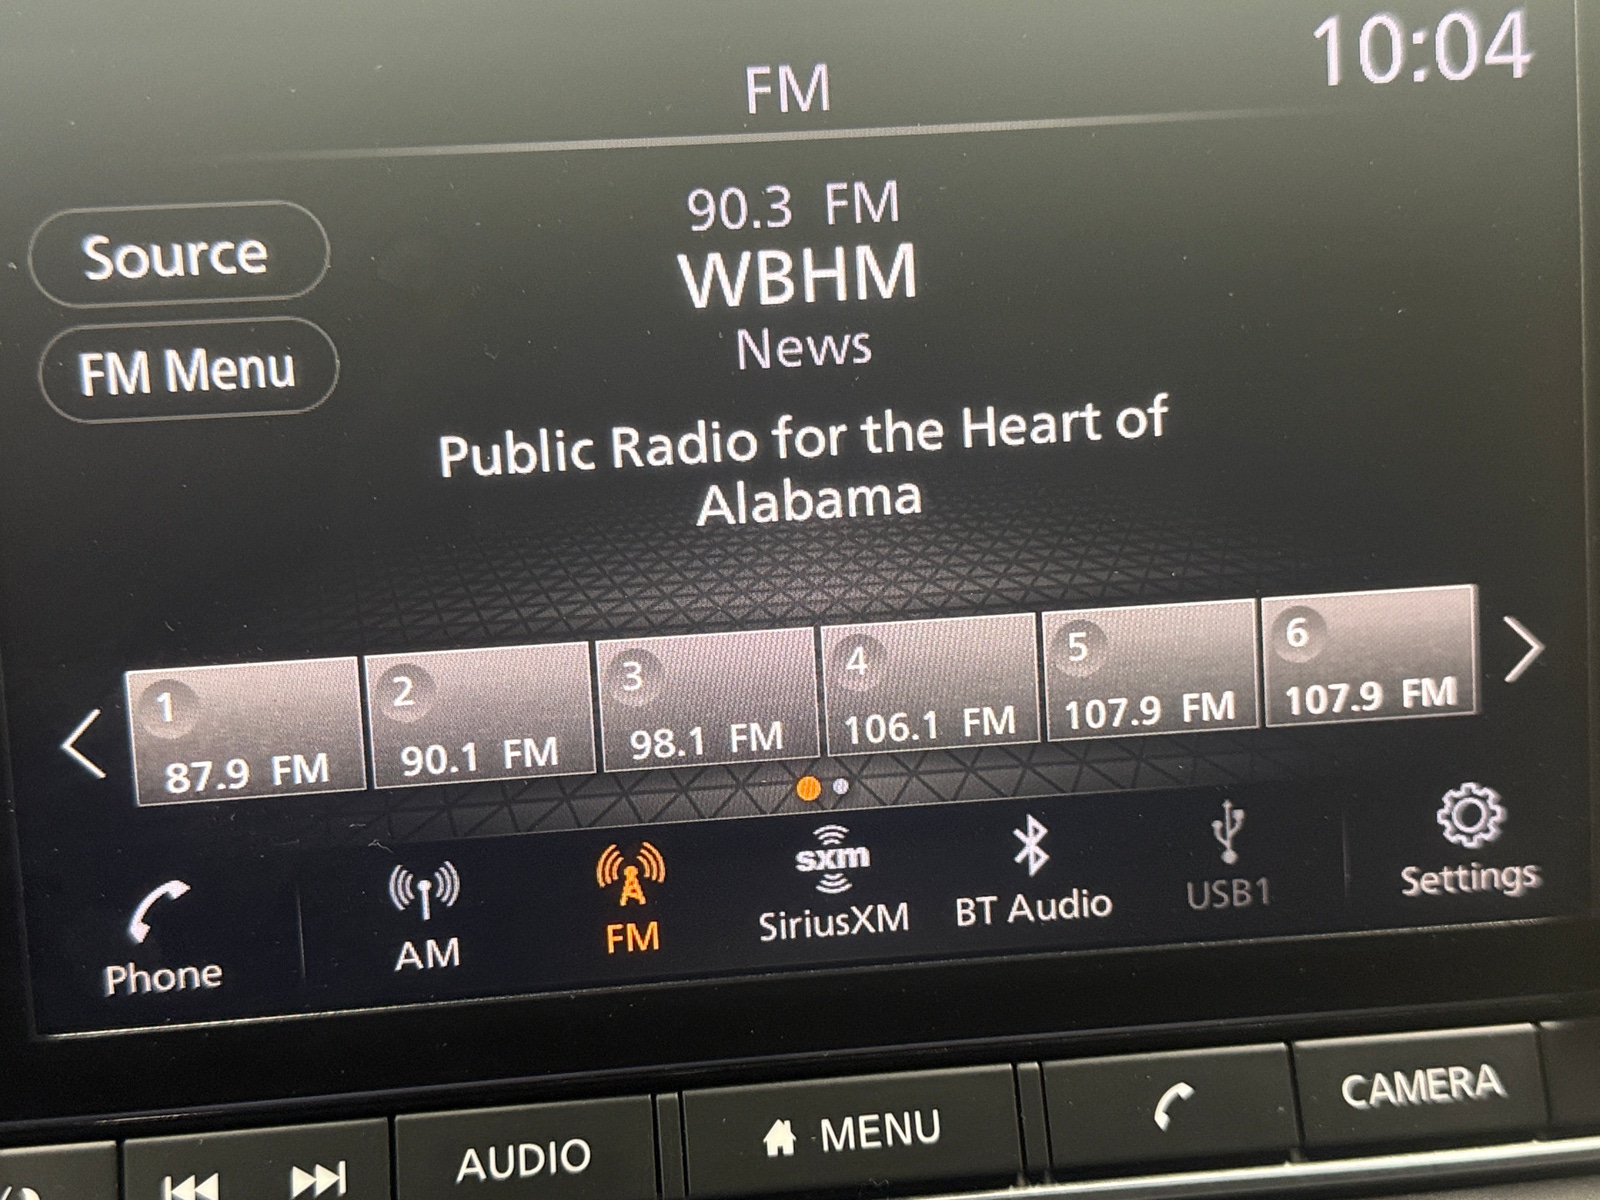 10:04
FM
90.3 FM
WBHM
News
Source
FM Menu
Public Radio for the Heart of
Alabama
1
87.9 FM
2
90.1 FM
3
98.1 FM
4
106.1 FM
5
107.9 FM
6
107.9 FM
Phone
AM
FM
sxm
SiriusXM
BT Audio
USB1
Settings
AUDIO
MENU
CAMERA